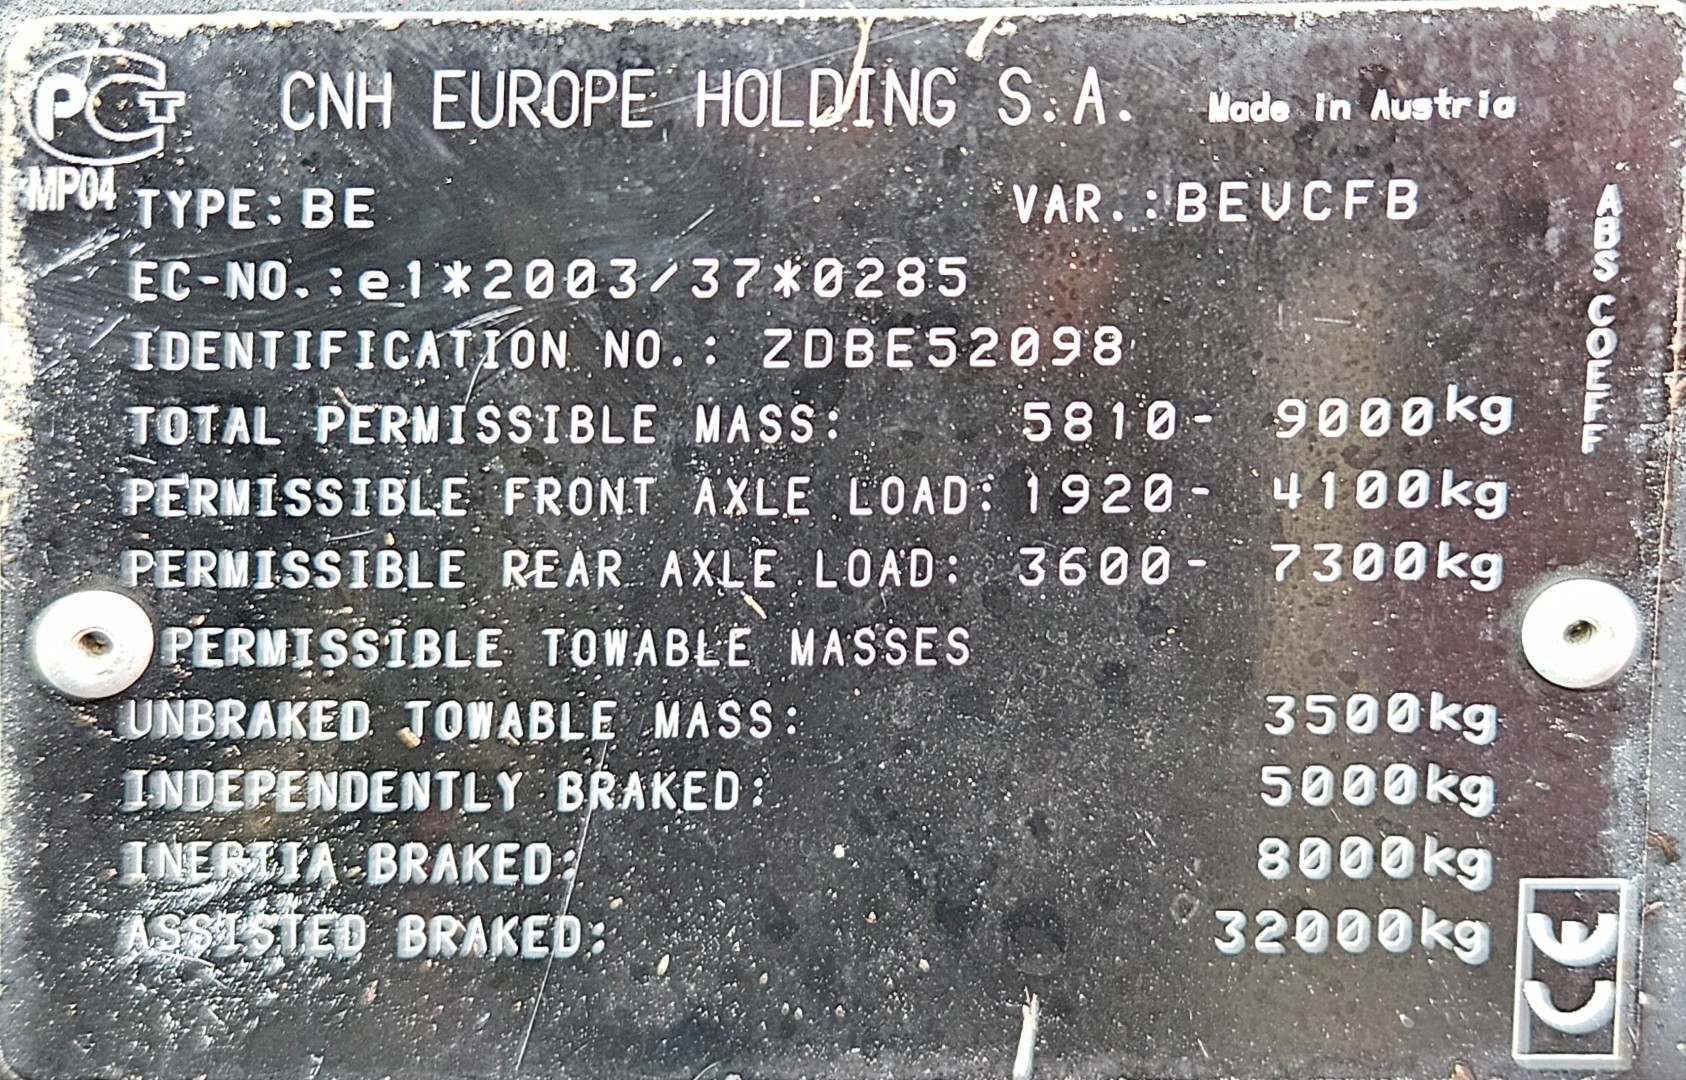 PCT
CNH EUROPE HOLDING S.A. Made in Austria
MP04
TYPE:BE VAR.:BEVCFB
EC-NO.:e1*2003/37*0285
IDENTIFICATION NO.: ZDBE52098
TOTAL PERMISSIBLE MASS: 5810- 9000kg
PERMISSIBLE FRONT AXLE LOAD: 1920- 4100kg
PERMISSIBLE REAR AXLE LOAD: 3600- 7300kg
PERMISSIBLE TOWABLE MASSES
UNBRAKED TOWABLE MASS: 3500kg
INDEPENDENTLY BRAKED: 5000kg
INERTIA BRAKED: 8000kg
ASSISTED BRAKED: 32000kg
ABS COEFF
CE